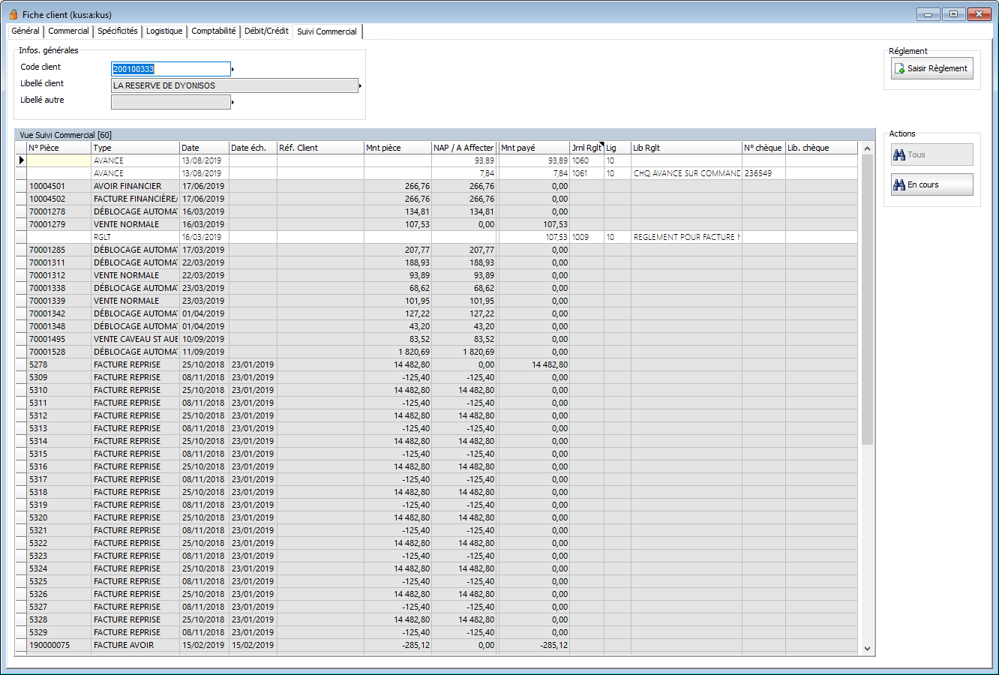 Fiche client (kus:a:kus)
Général Commercial Spécificités Logistique Comptabilité Débit/Crédit Suivi Commercial
Infos. générales
Code client 200100333
Libellé client LA RESERVE DE DYONISOS
Libellé autre
Réglement
Saisir Règlement
Vue Suivi Commercial [60]
N° Pièce Type Date Date éch. Réf. Client Mnt pièce NAP / A Affecter Mnt payé Jrnl Rglt Lig Lib Rglt N° chèque Lib. chèque
AVANCE 13/08/2019 93,89 93,89 1060 10
AVANCE 13/08/2019 7,84 7,84 1061 10 CHQ AVANCE SUR COMMAND 236549
10004501 AVOIR FINANCIER 17/06/2019 266,76 266,76 0,00
10004502 FACTURE FINANCIÈRE/ 17/06/2019 266,76 266,76 0,00
70001278 DÉBLOCAGE AUTOMA 16/03/2019 134,81 134,81 0,00
70001279 VENTE NORMALE 16/03/2019 107,53 0,00 107,53
RGLT 16/03/2019 107,53 1009 10 REGLEMENT POUR FACTURE N
70001285 DÉBLOCAGE AUTOMA 17/03/2019 207,77 207,77 0,00
70001311 DÉBLOCAGE AUTOMA 22/03/2019 188,93 188,93 0,00
70001312 VENTE NORMALE 22/03/2019 93,89 93,89 0,00
70001338 DÉBLOCAGE AUTOMA 23/03/2019 68,62 68,62 0,00
70001339 VENTE NORMALE 23/03/2019 101,95 101,95 0,00
70001342 DÉBLOCAGE AUTOMA 01/04/2019 127,22 127,22 0,00
70001348 DÉBLOCAGE AUTOMA 01/04/2019 43,20 43,20 0,00
70001495 VENTE CAVEAU ST AUE 10/09/2019 83,52 83,52 0,00
70001528 DÉBLOCAGE AUTOMA 11/09/2019 1 820,69 1 820,69 0,00
5278 FACTURE REPRISE 25/10/2018 23/01/2019 14 482,80 0,00 14 482,80
5309 FACTURE REPRISE 08/11/2018 23/01/2019 -125,40 -125,40 0,00
5310 FACTURE REPRISE 25/10/2018 23/01/2019 14 482,80 14 482,80 0,00
5311 FACTURE REPRISE 08/11/2018 23/01/2019 -125,40 -125,40 0,00
5312 FACTURE REPRISE 25/10/2018 23/01/2019 14 482,80 14 482,80 0,00
5313 FACTURE REPRISE 08/11/2018 23/01/2019 -125,40 -125,40 0,00
5314 FACTURE REPRISE 25/10/2018 23/01/2019 14 482,80 14 482,80 0,00
5315 FACTURE REPRISE 08/11/2018 23/01/2019 -125,40 -125,40 0,00
5316 FACTURE REPRISE 25/10/2018 23/01/2019 14 482,80 14 482,80 0,00
5317 FACTURE REPRISE 08/11/2018 23/01/2019 -125,40 -125,40 0,00
5318 FACTURE REPRISE 25/10/2018 23/01/2019 14 482,80 14 482,80 0,00
5319 FACTURE REPRISE 08/11/2018 23/01/2019 -125,40 -125,40 0,00
5320 FACTURE REPRISE 25/10/2018 23/01/2019 14 482,80 14 482,80 0,00
5321 FACTURE REPRISE 08/11/2018 23/01/2019 -125,40 -125,40 0,00
5322 FACTURE REPRISE 25/10/2018 23/01/2019 14 482,80 14 482,80 0,00
5323 FACTURE REPRISE 08/11/2018 23/01/2019 -125,40 -125,40 0,00
5324 FACTURE REPRISE 25/10/2018 23/01/2019 14 482,80 14 482,80 0,00
5325 FACTURE REPRISE 08/11/2018 23/01/2019 -125,40 -125,40 0,00
5326 FACTURE REPRISE 25/10/2018 23/01/2019 14 482,80 14 482,80 0,00
5327 FACTURE REPRISE 08/11/2018 23/01/2019 -125,40 -125,40 0,00
5328 FACTURE REPRISE 25/10/2018 23/01/2019 14 482,80 14 482,80 0,00
5329 FACTURE REPRISE 08/11/2018 23/01/2019 -125,40 -125,40 0,00
190000075 FACTURE AVOIR 15/02/2019 15/02/2019 -285,12 0,00 -285,12
Actions
Tous
En cours